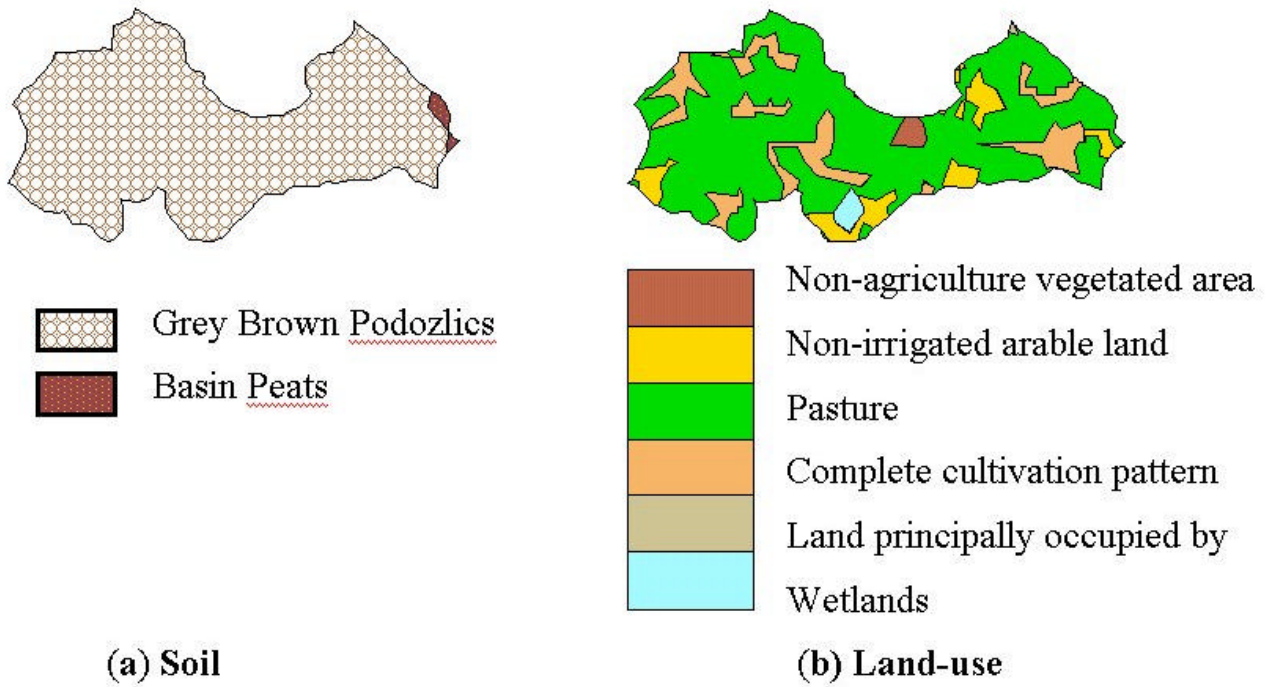 Grey Brown Podozlics
Basin Peats
(a) Soil
Non-agriculture vegetated area
Non-irrigated arable land
Pasture
Complete cultivation pattern
Land principally occupied by
Wetlands
(b) Land-use